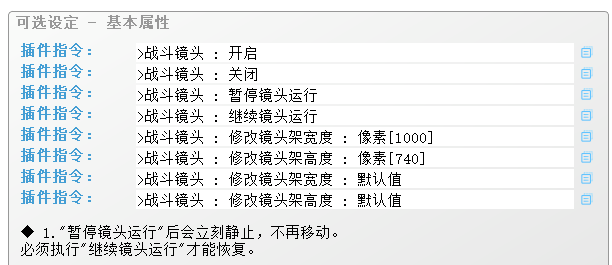 可选设定 - 基本属性
插件指令： >战斗镜头 : 开启
插件指令： >战斗镜头 : 关闭
插件指令： >战斗镜头 : 暂停镜头运行
插件指令： >战斗镜头 : 继续镜头运行
插件指令： >战斗镜头 : 修改镜头架宽度 : 像素[1000]
插件指令： >战斗镜头 : 修改镜头架高度 : 像素[740]
插件指令： >战斗镜头 : 修改镜头架宽度 : 默认值
插件指令： >战斗镜头 : 修改镜头架高度 : 默认值
◆ 1."暂停镜头运行"后会立刻静止，不再移动。
必须执行"继续镜头运行"才能恢复。